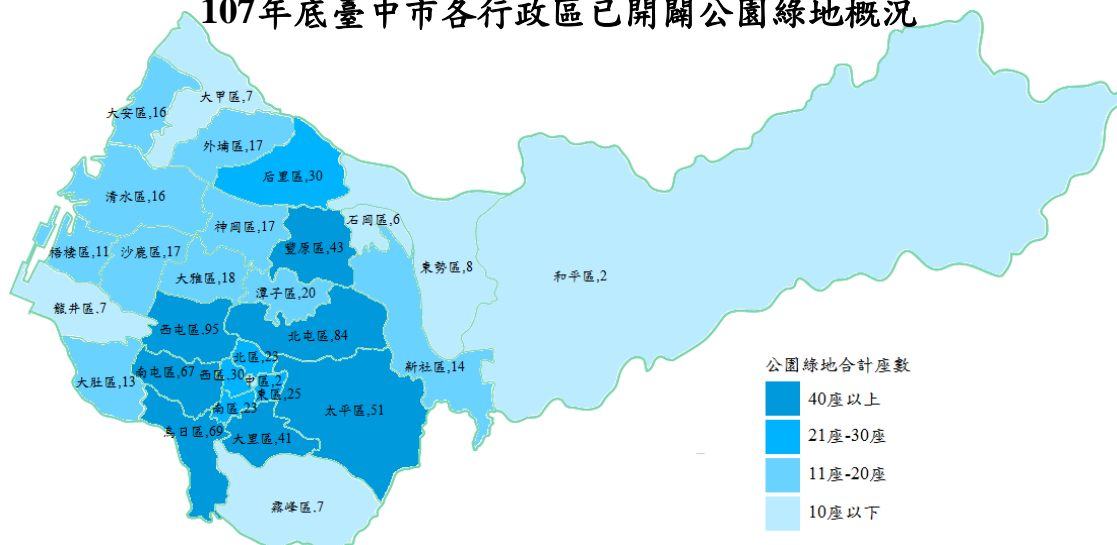 107年底臺中市各行政區已開闢公園綠地概況
大甲區,7
大安區,16
外埔區,17
后里區,30
清水區,16
神岡區,17
石岡區,6
豐原區,43
梧棲區,11
沙鹿區,17
東勢區,8
和平區,2
大雅區,18
潭子區,20
龍井區.7
西屯區.95
北屯區,84
北區,23
新社區,14
南屯區,67
西區.30
中區,2
大肚區,13
東區,25
南區,23
太平區,51
烏日區,69
大里區,41
霧峰區.7
公園綠地合計座數
40座以上
21座-30座
11座-20座
10座以下